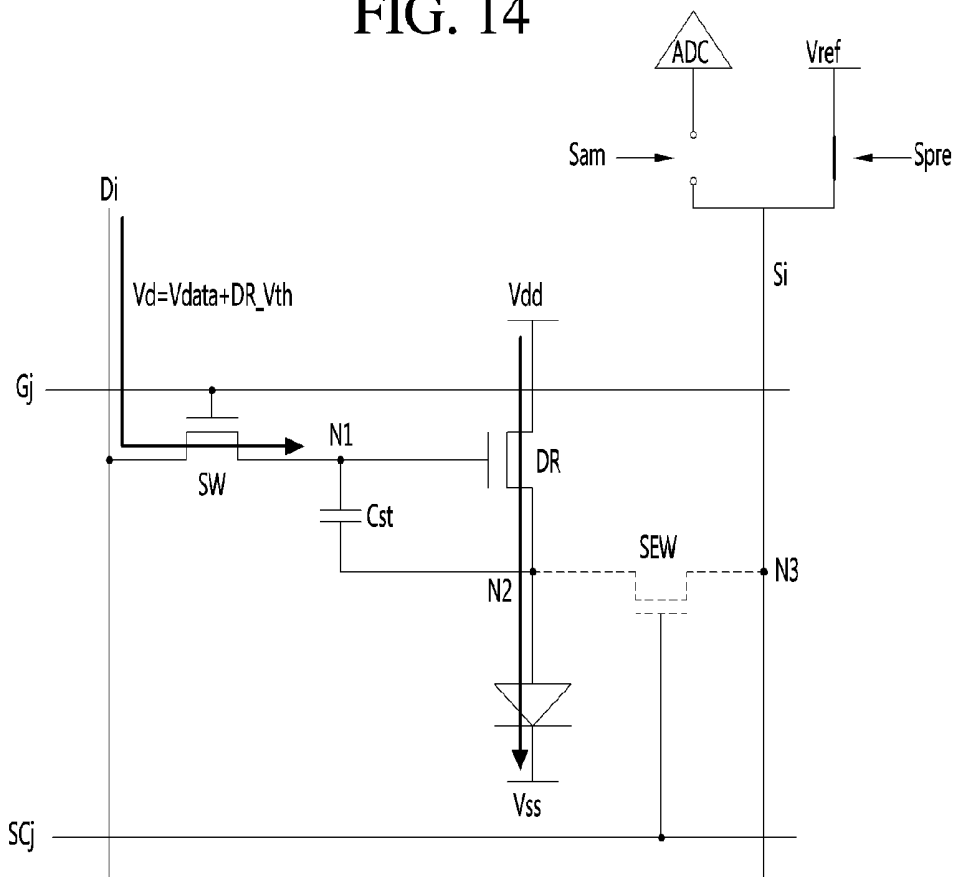 FIG. 14
ADC
Vref
Sam
Spre
Di
Si
Vd=Vdata+DR_Vth
Vdd
Gj
N1
DR
SW
Cst
SEW
N2
N3
Vss
SCj